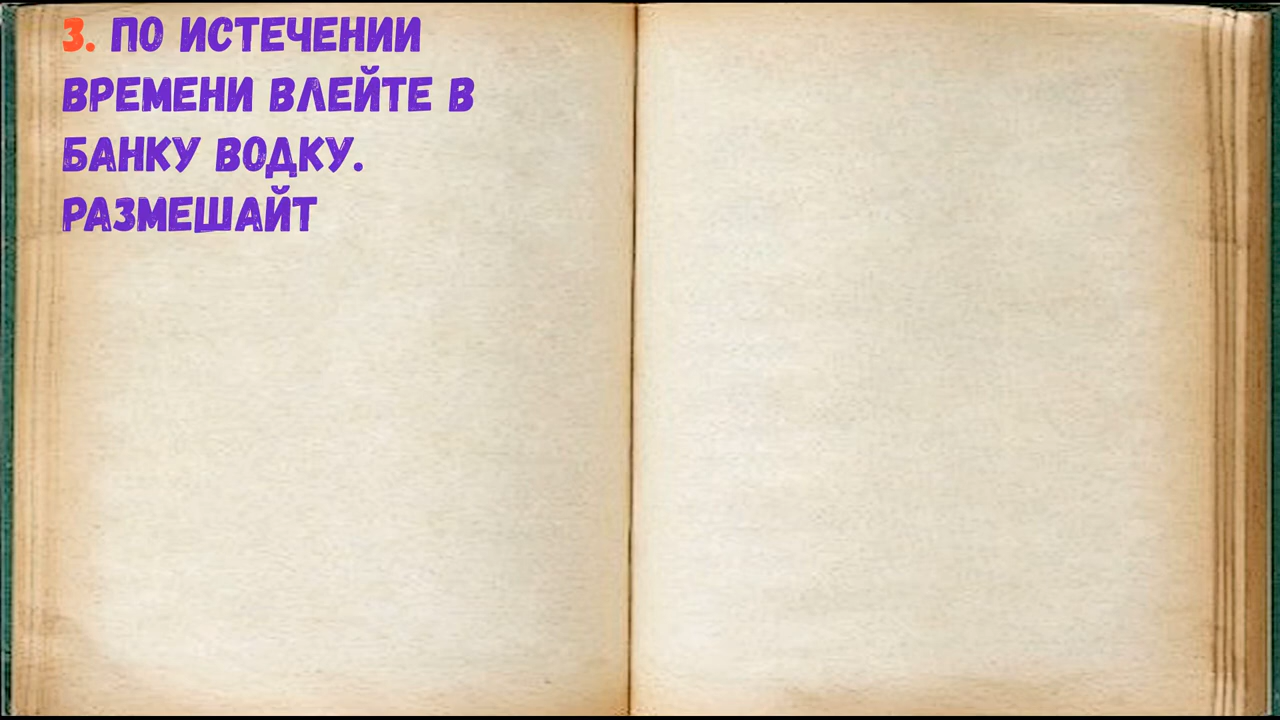 3. ПО ИСТЕЧЕНИИ
ВРЕМЕНИ ВЛЕЙТЕ В
БАНКУ ВОДКУ.
РАЗМЕШАЙТ